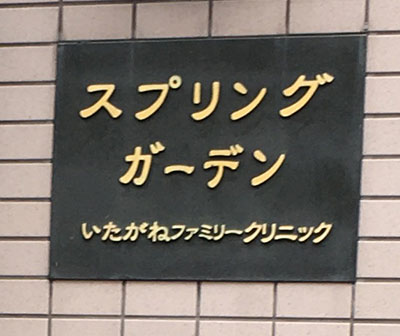 スプリング
ガーデン
いたがねファミリークリニック